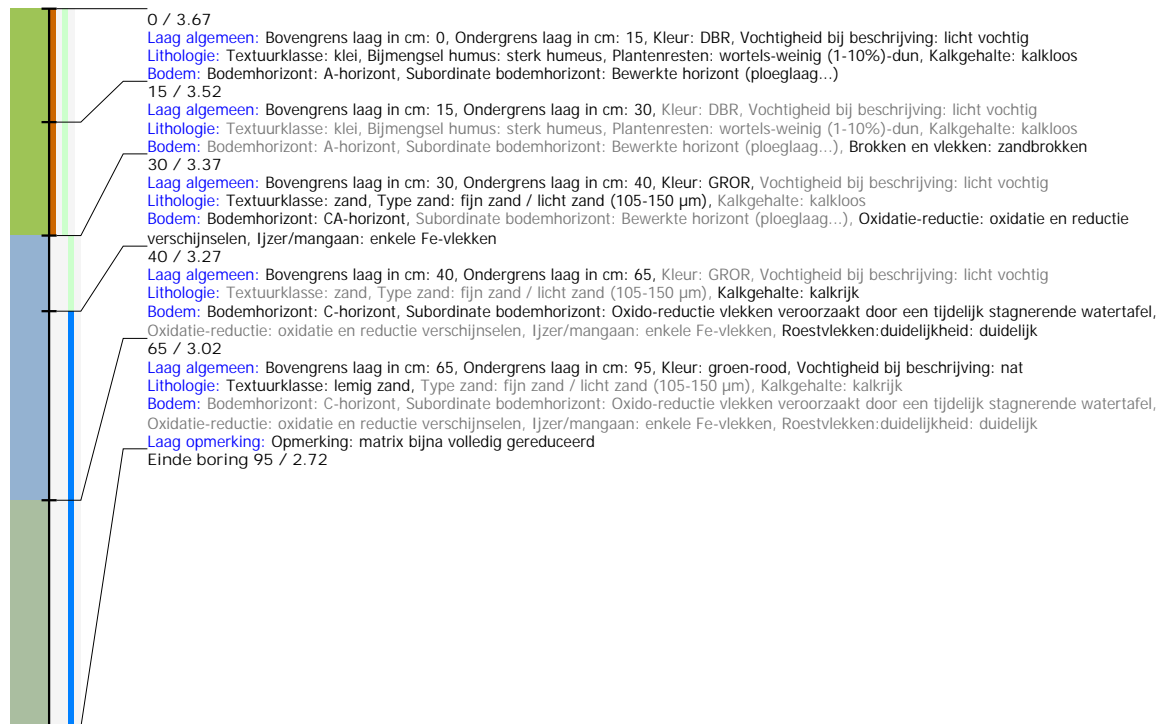 0 / 3.67
Laag algemeen: Bovengrens laag in cm: 0, Ondergrens laag in cm: 15, Kleur: DBR, Vochtigheid bij beschrijving: licht vochtig
Lithologie: Textuurklasse: klei, Bijmengsel humus: sterk humeus, Plantenresten: wortels-weinig (1-10%)-dun, Kalkgehalte: kalkloos
Bodem: Bodemhorizont: A-horizont, Subordinate bodemhorizont: Bewerkte horizont (ploeglaag...)
15 / 3.52
Laag algemeen: Bovengrens laag in cm: 15, Ondergrens laag in cm: 30, Kleur: DBR, Vochtigheid bij beschrijving: licht vochtig
Lithologie: Textuurklasse: klei, Bijmengsel humus: sterk humeus, Plantenresten: wortels-weinig (1-10%)-dun, Kalkgehalte: kalkloos
Bodem: Bodemhorizont: A-horizont, Subordinate bodemhorizont: Bewerkte horizont (ploeglaag...), Brokken en vlekken: zandbrokken
30 / 3.37
Laag algemeen: Bovengrens laag in cm: 30, Ondergrens laag in cm: 40, Kleur: GROR, Vochtigheid bij beschrijving: licht vochtig
Lithologie: Textuurklasse: zand, Type zand: fijn zand / licht zand (105-150 µm), Kalkgehalte: kalkloos
Bodem: Bodemhorizont: CA-horizont, Subordinate bodemhorizont: Bewerkte horizont (ploeglaag...), Oxidatie-reductie: oxidatie en reductie
verschijnselen, Ijzer/mangaan: enkele Fe-vlekken
40 / 3.27
Laag algemeen: Bovengrens laag in cm: 40, Ondergrens laag in cm: 65, Kleur: GROR, Vochtigheid bij beschrijving: licht vochtig
Lithologie: Textuurklasse: zand, Type zand: fijn zand / licht zand (105-150 µm), Kalkgehalte: kalkrijk
Bodem: Bodemhorizont: C-horizont, Subordinate bodemhorizont: Oxido-reductie vlekken veroorzaakt door een tijdelijk stagnerende watertafel,
Oxidatie-reductie: oxidatie en reductie verschijnselen, Ijzer/mangaan: enkele Fe-vlekken, Roestvlekken:duidelijkheid: duidelijk
65 / 3.02
Laag algemeen: Bovengrens laag in cm: 65, Ondergrens laag in cm: 95, Kleur: groen-rood, Vochtigheid bij beschrijving: nat
Lithologie: Textuurklasse: lemig zand, Type zand: fijn zand / licht zand (105-150 µm), Kalkgehalte: kalkrijk
Bodem: Bodemhorizont: C-horizont, Subordinate bodemhorizont: Oxido-reductie vlekken veroorzaakt door een tijdelijk stagnerende watertafel,
Oxidatie-reductie: oxidatie en reductie verschijnselen, Ijzer/mangaan: enkele Fe-vlekken, Roestvlekken:duidelijkheid: duidelijk
Laag opmerking: Opmerking: matrix bijna volledig gereduceerd
Einde boring 95 / 2.72